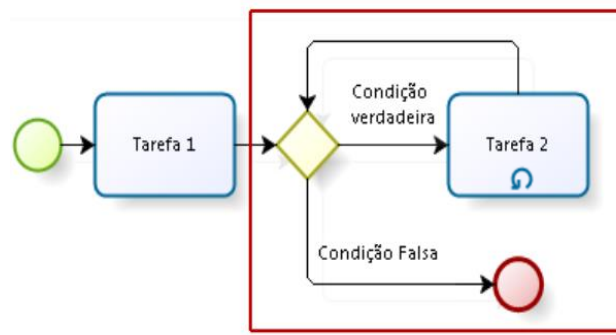 Tarefa 1
Condição
verdadeira
Tarefa 2
Condição Falsa